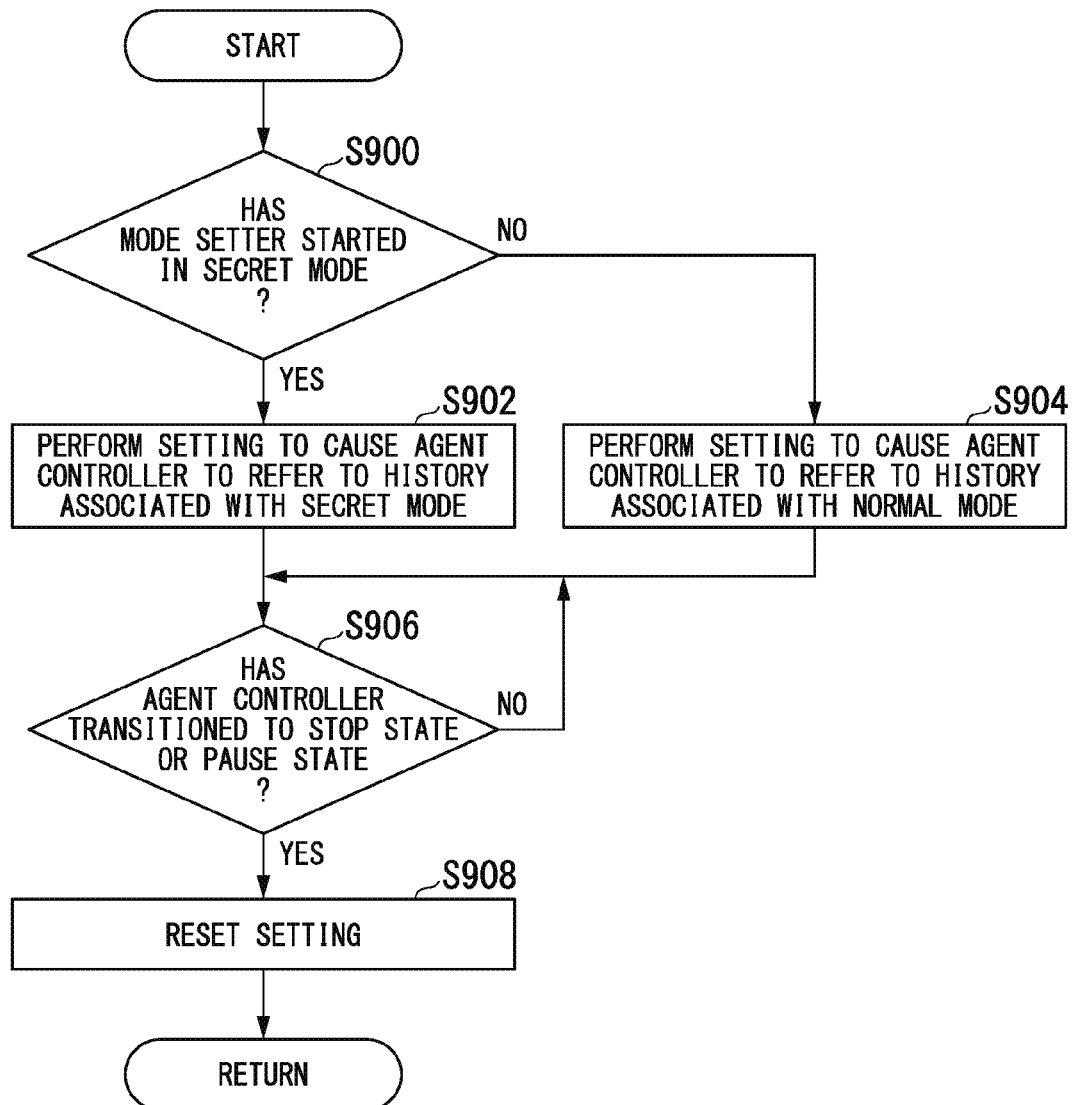 START
S900
HAS
MODE SETTER STARTED
IN SECRET MODE
?
NO
YES
S902
PERFORM SETTING TO CAUSE AGENT
CONTROLLER TO REFER TO HISTORY
ASSOCIATED WITH SECRET MODE
S904
PERFORM SETTING TO CAUSE AGENT
CONTROLLER TO REFER TO HISTORY
ASSOCIATED WITH NORMAL MODE
S906
HAS
AGENT CONTROLLER
TRANSITIONED TO STOP STATE
OR PAUSE STATE
?
NO
YES
S908
RESET SETTING
RETURN